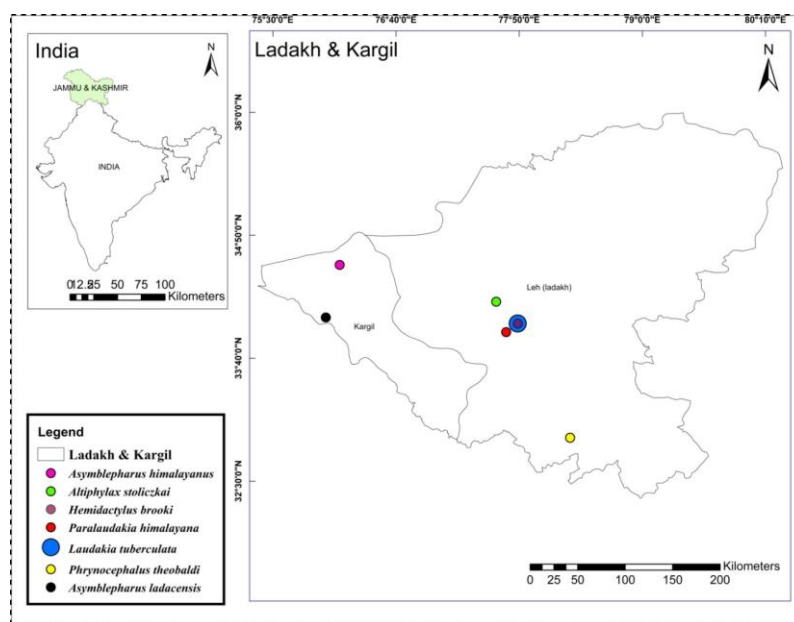 75°30'0"E 76°40'0"E 77°50'0"E 79°0'0"E 80°10'0"E
India
N
JAMMU & KASHMIR
INDIA
0 12.5 25 50 75 100
Kilometers
Ladakh & Kargil
N
36°0'0"N
34°50'0"N
33°40'0"N
32°30'0"N
Leh (ladakh)
Kargil
Legend
Ladakh & Kargil
Asymblepharus himalayanus
Altiphylax stoliczkai
Hemidactylus brooki
Paralaudakia himalayana
Laudakia tuberculata
Phrynocephalus theobaldi
Asymblepharus ladacensis
Kilometers
0 25 50 100 150 200